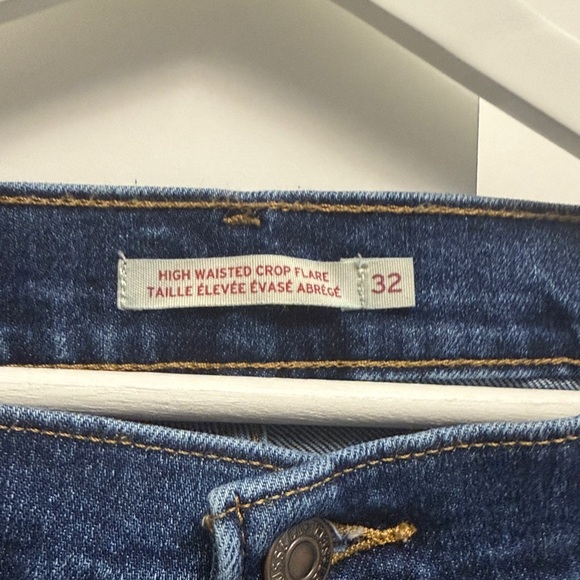 HIGH WAISTED CROP FLARE
TAILLE ÉLEVÉE ÉVASÉ ABRÉGÉ
32